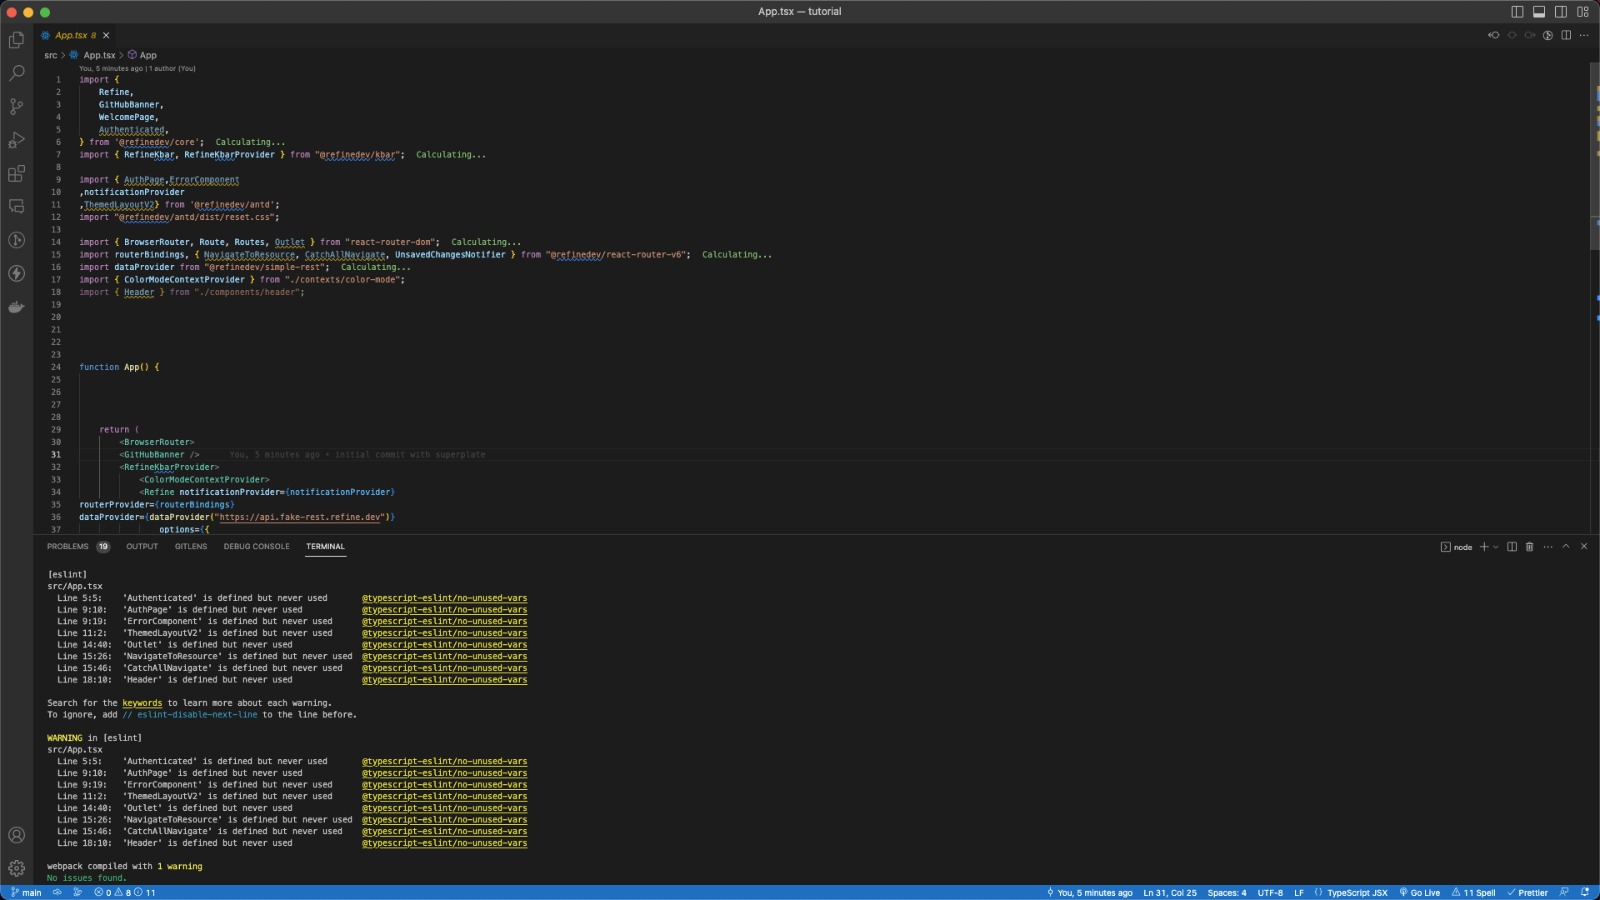 App.tsx — tutorial
App.tsx 8
src > App.tsx > App
You, 5 minutes ago | 1 author (You)
1 import {
2 Refine,
3 GitHubBanner,
4 WelcomePage,
5 Authenticated,
6 } from '@refinedev/core'; Calculating...
7 import { RefineKbar, RefineKbarProvider } from "@refinedev/kbar"; Calculating...
8
9 import { AuthPage,ErrorComponent
10 ,notificationProvider
11 ,ThemedLayoutV2} from '@refinedev/antd';
12 import "@refinedev/antd/dist/reset.css";
13
14 import { BrowserRouter, Route, Routes, Outlet } from "react-router-dom"; Calculating...
15 import routerBindings, { NavigateToResource, CatchAllNavigate, UnsavedChangesNotifier } from "@refinedev/react-router-v6"; Calculating...
16 import dataProvider from "@refinedev/simple-rest"; Calculating...
17 import { ColorModeContextProvider } from "./contexts/color-mode";
18 import { Header } from "./components/header";
19
20
21
22
23
24 function App() {
25
26
27
28
29 return (
30 <BrowserRouter>
31 <GitHubBanner /> You, 5 minutes ago • initial commit with superplate
32 <RefineKbarProvider>
33 <ColorModeContextProvider>
34 <Refine notificationProvider={notificationProvider}
35 routerProvider={routerBindings}
36 dataProvider={dataProvider("https://api.fake-rest.refine.dev")}
37 options={{
PROBLEMS 19 OUTPUT GITLENS DEBUG CONSOLE TERMINAL node
[eslint]
src/App.tsx
Line 5:5: 'Authenticated' is defined but never used @typescript-eslint/no-unused-vars
Line 9:10: 'AuthPage' is defined but never used @typescript-eslint/no-unused-vars
Line 9:19: 'ErrorComponent' is defined but never used @typescript-eslint/no-unused-vars
Line 11:2: 'ThemedLayoutV2' is defined but never used @typescript-eslint/no-unused-vars
Line 14:40: 'Outlet' is defined but never used @typescript-eslint/no-unused-vars
Line 15:26: 'NavigateToResource' is defined but never used @typescript-eslint/no-unused-vars
Line 15:46: 'CatchAllNavigate' is defined but never used @typescript-eslint/no-unused-vars
Line 18:10: 'Header' is defined but never used @typescript-eslint/no-unused-vars
Search for the keywords to learn more about each warning.
To ignore, add // eslint-disable-next-line to the line before.
WARNING in [eslint]
src/App.tsx
Line 5:5: 'Authenticated' is defined but never used @typescript-eslint/no-unused-vars
Line 9:10: 'AuthPage' is defined but never used @typescript-eslint/no-unused-vars
Line 9:19: 'ErrorComponent' is defined but never used @typescript-eslint/no-unused-vars
Line 11:2: 'ThemedLayoutV2' is defined but never used @typescript-eslint/no-unused-vars
Line 14:40: 'Outlet' is defined but never used @typescript-eslint/no-unused-vars
Line 15:26: 'NavigateToResource' is defined but never used @typescript-eslint/no-unused-vars
Line 15:46: 'CatchAllNavigate' is defined but never used @typescript-eslint/no-unused-vars
Line 18:10: 'Header' is defined but never used @typescript-eslint/no-unused-vars
webpack compiled with 1 warning
No issues found.
main 0 8 11 You, 5 minutes ago Ln 31, Col 25 Spaces: 4 UTF-8 LF TypeScript JSX Go Live 11 Spell Prettier